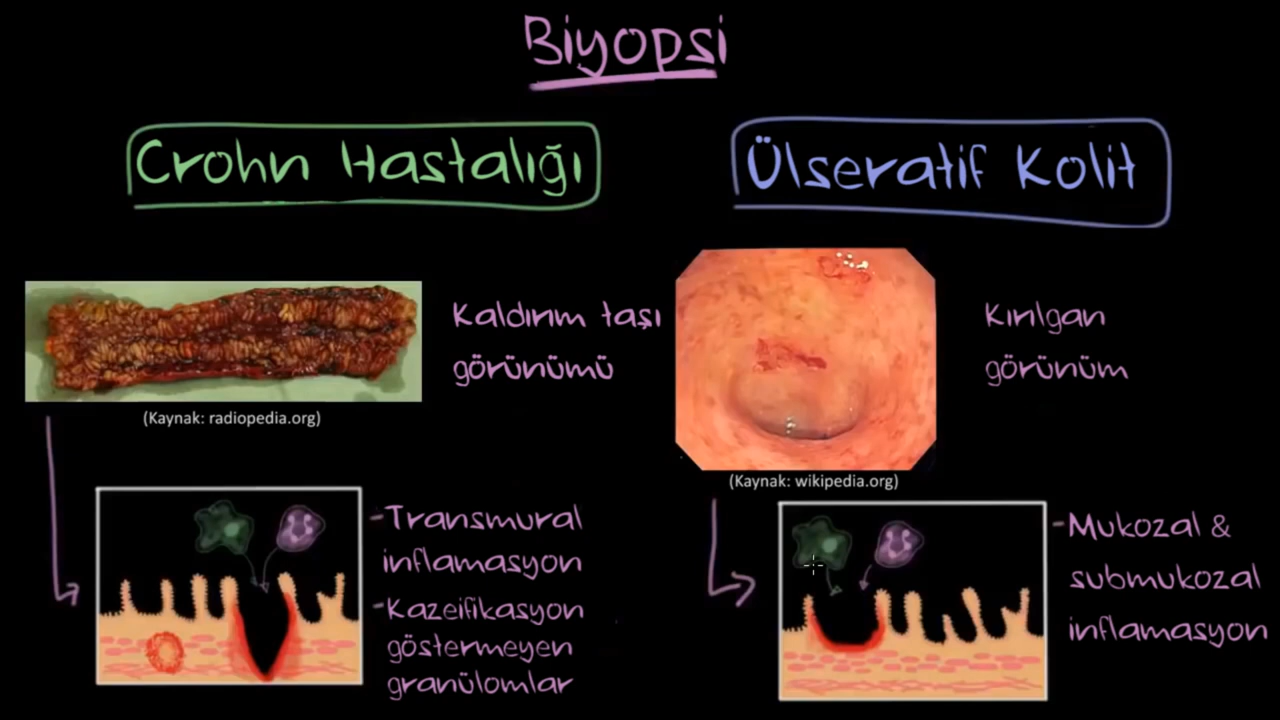 Biyopsi
Crohn Hastalığı
Kaldırım taşı
görünümü
(Kaynak: radiopedia.org)
-Transmural
inflamasyon
-Kazeifikasyon
göstermeyen
granülomlar
Ülseratif Kolit
Kırılgan
görünüm
(Kaynak: wikipedia.org)
-Mukozal &
submukozal
inflamasyon